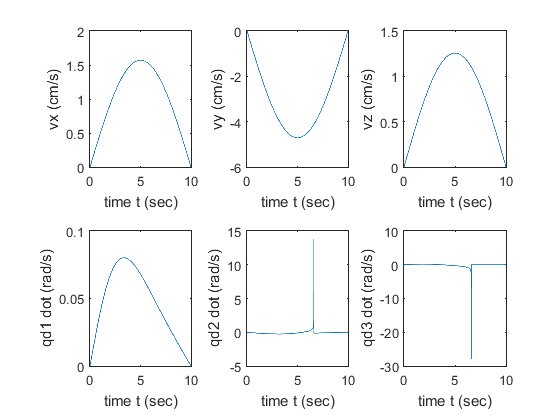 2
1.5
1
0.5
0
vx (cm/s)
0 5 10
time t (sec)
0
-2
-4
-6
vy (cm/s)
0 5 10
time t (sec)
1.5
1
0.5
0
vz (cm/s)
0 5 10
time t (sec)
0.1
0.05
0
qd1 dot (rad/s)
0 5 10
time t (sec)
15
10
5
0
-5
qd2 dot (rad/s)
0 5 10
time t (sec)
10
0
-10
-20
-30
qd3 dot (rad/s)
0 5 10
time t (sec)